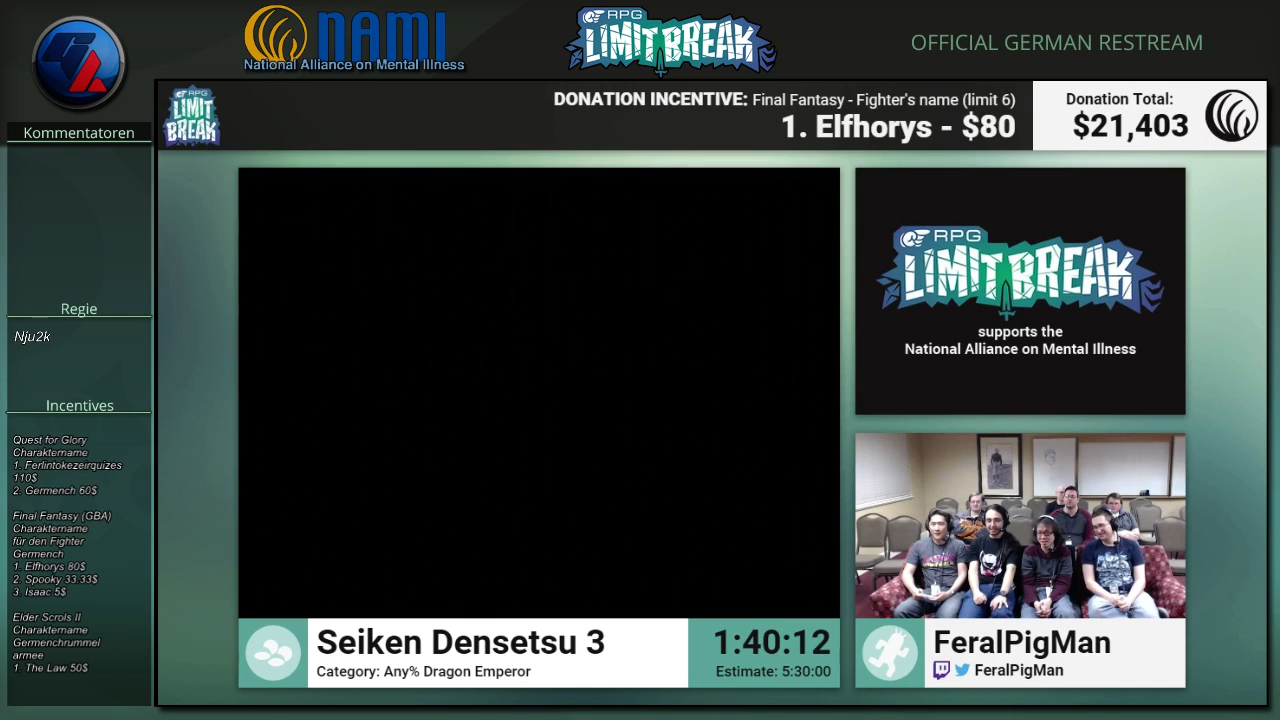 NAMI
National Alliance on Mental Illness
RPG
LIMIT BREAK
OFFICIAL GERMAN RESTREAM
Kommentatoren
RPG
LIMIT
BREAK
DONATION INCENTIVE: Final Fantasy - Fighter's name (limit 6)
1. Elfhorys - $80
Donation Total:
$21,403
RPG
LIMIT BREAK
supports the
National Alliance on Mental Illness
Regie
Nju2k
Incentives
Quest for Glory
Charaktername
1. Ferlintokezeirquizes
110$
2. Germench 60$
Final Fantasy (GBA)
Charaktername
für den Fighter
Germench
1. Elfhorys 80$
2. Spooky 33.33$
3. Isaac 5$
Elder Scrols II
Charaktername
Germenchrummel
armee
1. The Law 50$
Seiken Densetsu 3
Category: Any% Dragon Emperor
1:40:12
Estimate: 5:30:00
FeralPigMan
FeralPigMan